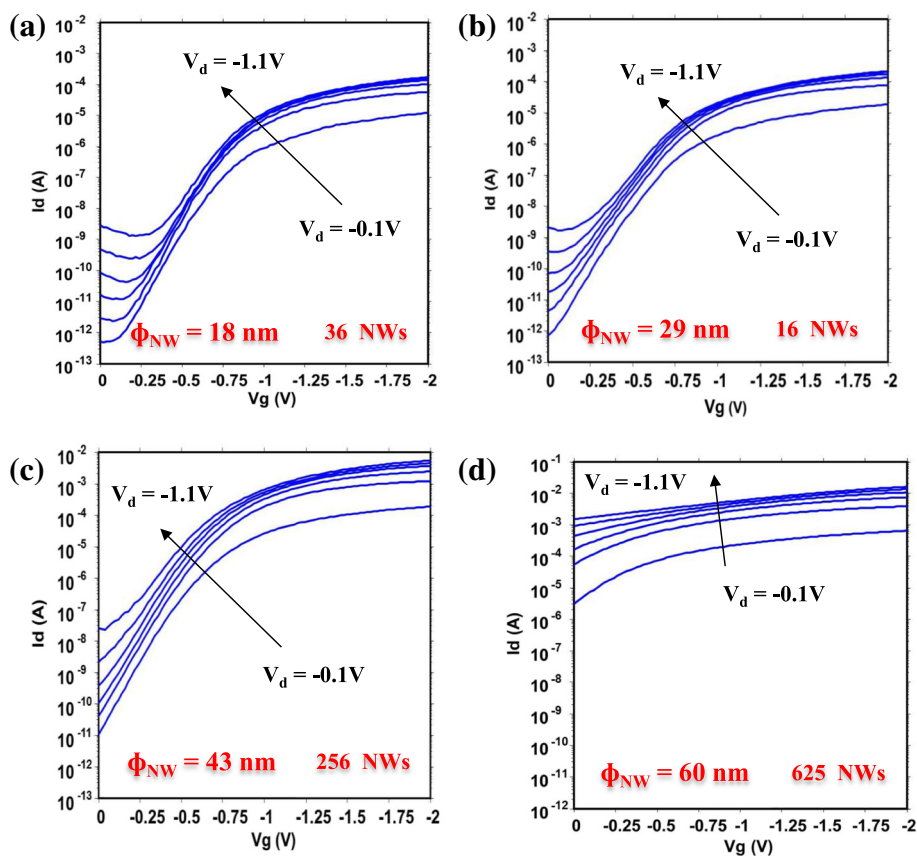 (a)
10⁻²
10⁻³
10⁻⁴
10⁻⁵
10⁻⁶
10⁻⁷
10⁻⁸
10⁻⁹
10⁻¹⁰
10⁻¹¹
10⁻¹²
10⁻¹³
Id (A)
V_d = -1.1V
V_d = -0.1V
ϕ_NW = 18 nm 36 NWs
0 -0.25 -0.5 -0.75 -1 -1.25 -1.5 -1.75 -2
Vg (V)
(b)
10⁻²
10⁻³
10⁻⁴
10⁻⁵
10⁻⁶
10⁻⁷
10⁻⁸
10⁻⁹
10⁻¹⁰
10⁻¹¹
10⁻¹²
10⁻¹³
Id (A)
V_d = -1.1V
V_d = -0.1V
ϕ_NW = 29 nm 16 NWs
0 -0.25 -0.5 -0.75 -1 -1.25 -1.5 -1.75 -2
Vg (V)
(c)
10⁻²
10⁻³
10⁻⁴
10⁻⁵
10⁻⁶
10⁻⁷
10⁻⁸
10⁻⁹
10⁻¹⁰
10⁻¹¹
10⁻¹²
10⁻¹³
Id (A)
V_d = -1.1V
V_d = -0.1V
ϕ_NW = 43 nm 256 NWs
0 -0.25 -0.5 -0.75 -1 -1.25 -1.5 -1.75 -2
Vg (V)
(d)
10⁻¹
10⁻²
10⁻³
10⁻⁴
10⁻⁵
10⁻⁶
10⁻⁷
10⁻⁸
10⁻⁹
10⁻¹⁰
10⁻¹¹
10⁻¹²
Id (A)
V_d = -1.1V
V_d = -0.1V
ϕ_NW = 60 nm 625 NWs
0 -0.25 -0.5 -0.75 -1 -1.25 -1.5 -1.75 -2
Vg (V)